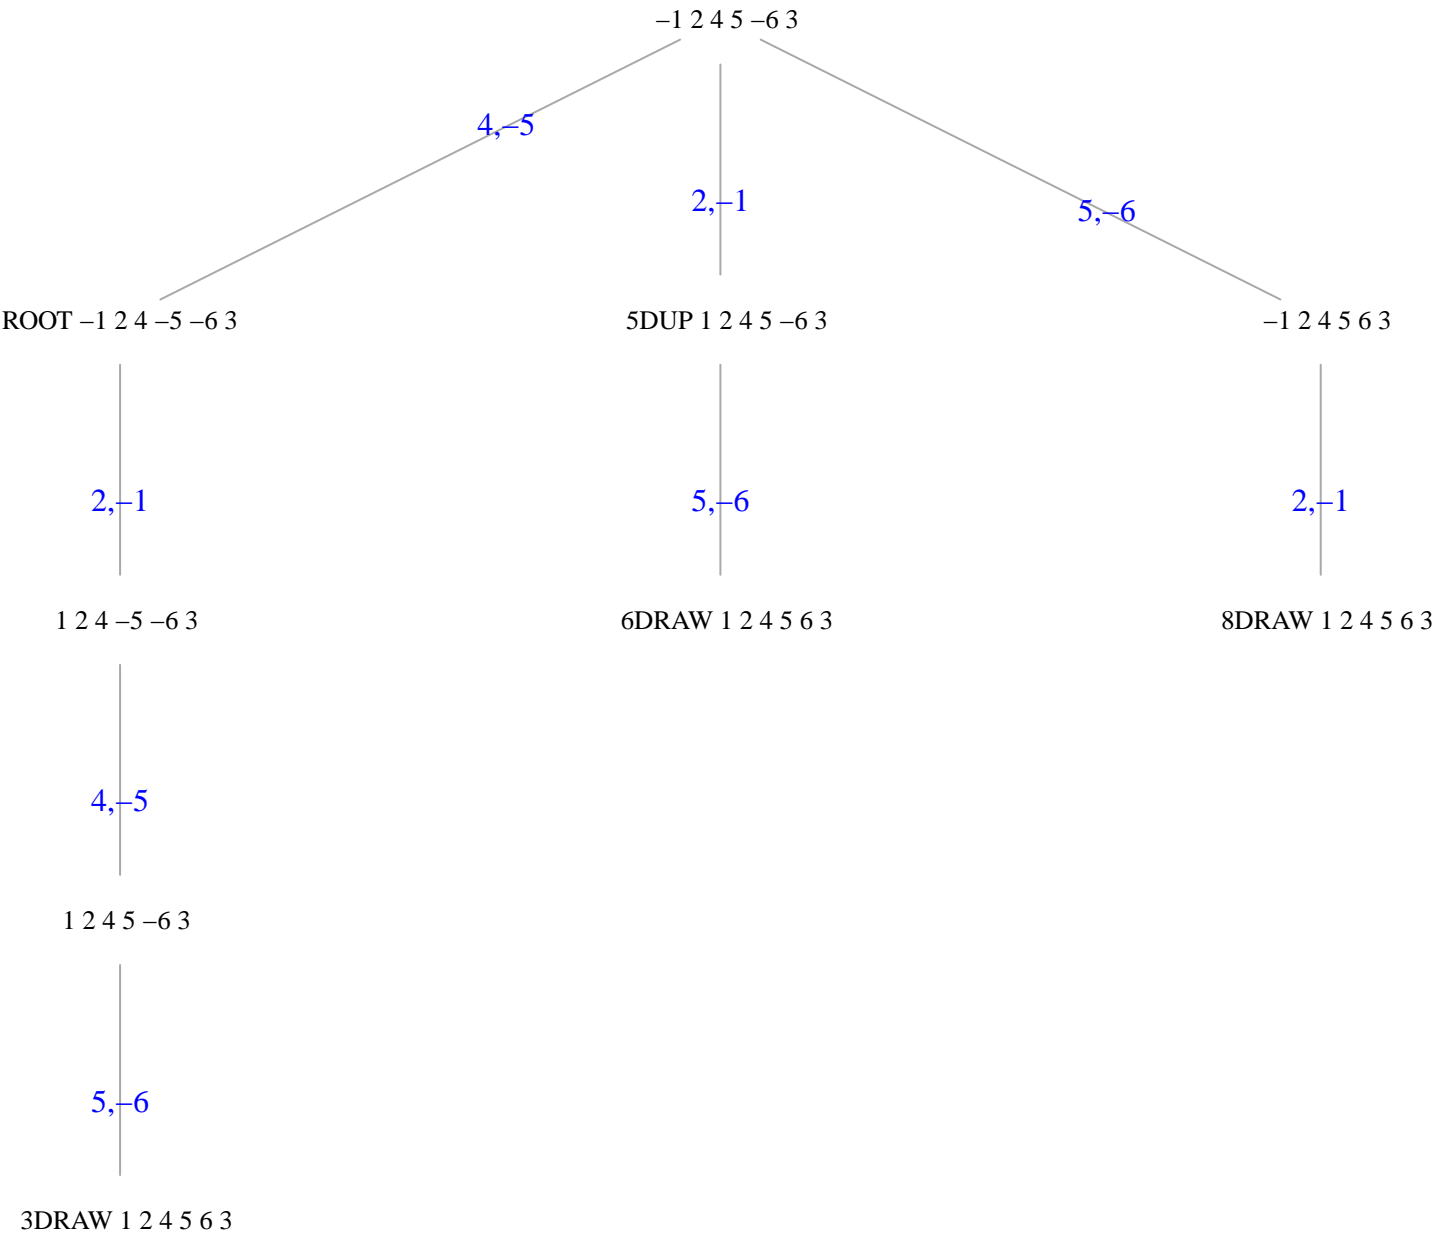 –1 2 4 5 –6 3
4,–5
2,–1
5,–6
ROOT –1 2 4 –5 –6 3
5DUP 1 2 4 5 –6 3
–1 2 4 5 6 3
2,–1
5,–6
2,–1
1 2 4 –5 –6 3
6DRAW 1 2 4 5 6 3
8DRAW 1 2 4 5 6 3
4,–5
1 2 4 5 –6 3
5,–6
3DRAW 1 2 4 5 6 3